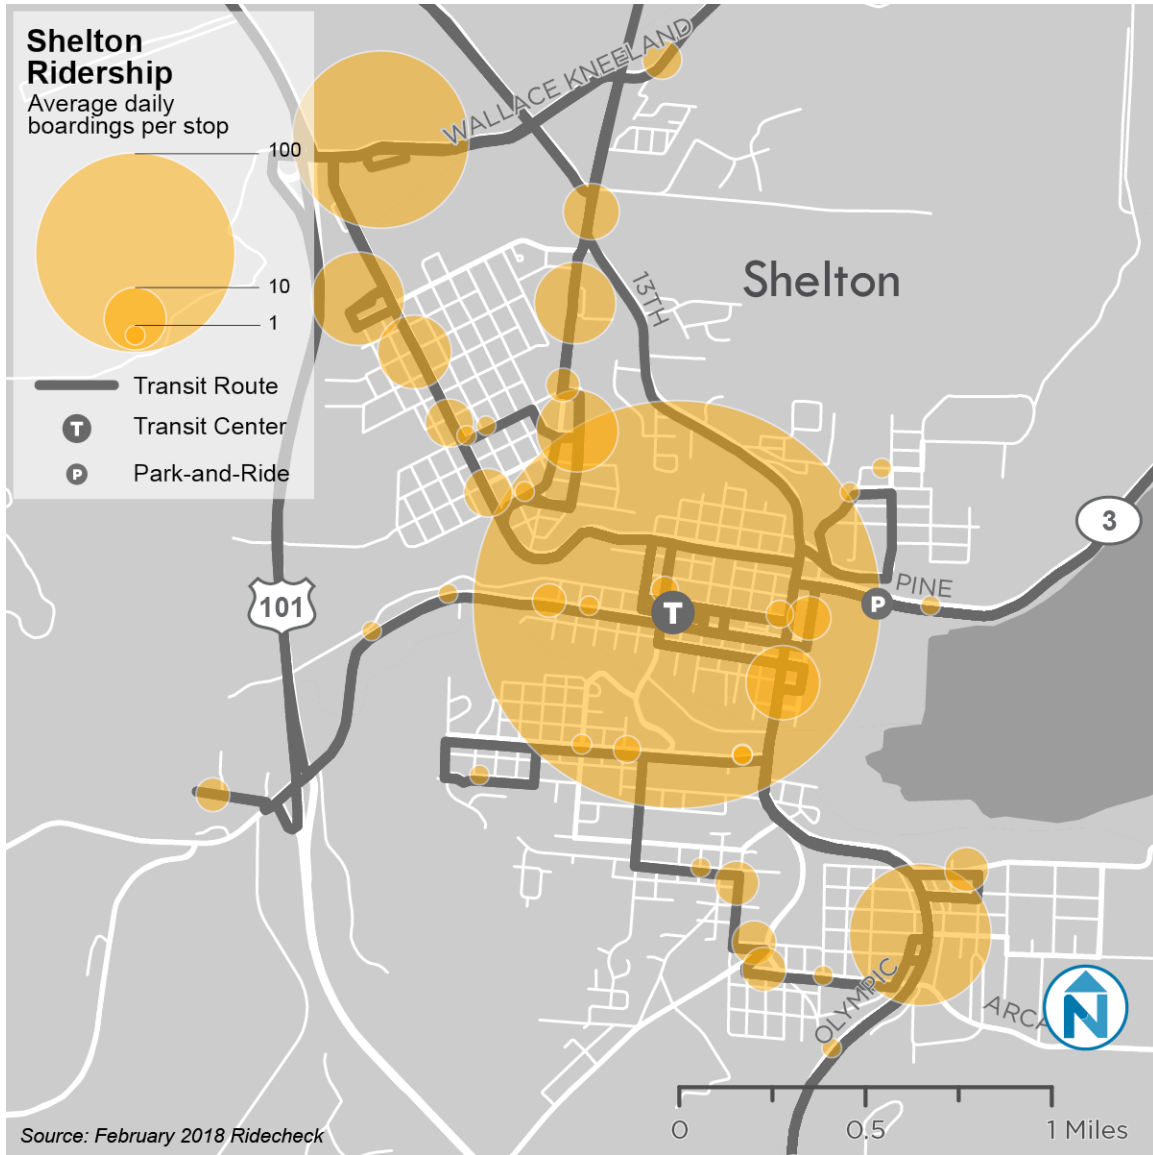 Shelton
Ridership
Average daily
boardings per stop
100
10
1
Transit Route
T Transit Center
P Park-and-Ride
WALLACE KNEELAND
13TH
Shelton
3
101
PINE
T
P
OLYMPIC
ARCA
N
0 0.5 1 Miles
Source: February 2018 Ridecheck